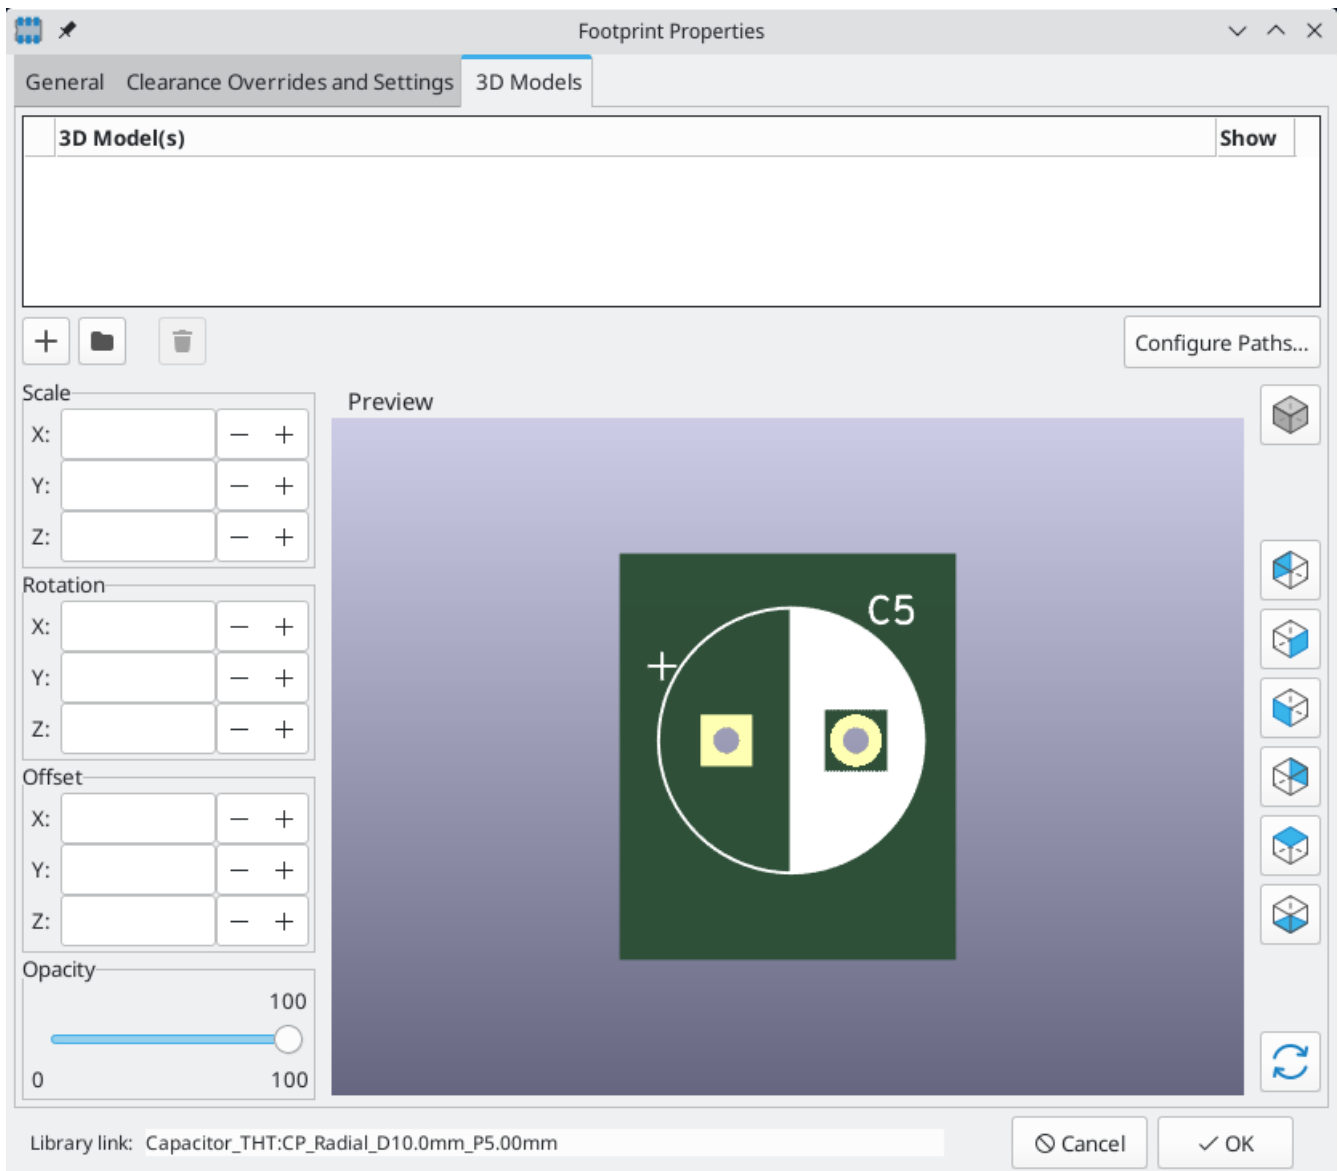 Footprint Properties
General Clearance Overrides and Settings 3D Models
3D Model(s) Show
Configure Paths...
Scale
X:
Y:
Z:
Rotation
X:
Y:
Z:
Offset
X:
Y:
Z:
Opacity
100
0 100
Preview
C5
+
Library link: Capacitor_THT:CP_Radial_D10.0mm_P5.00mm
Cancel OK